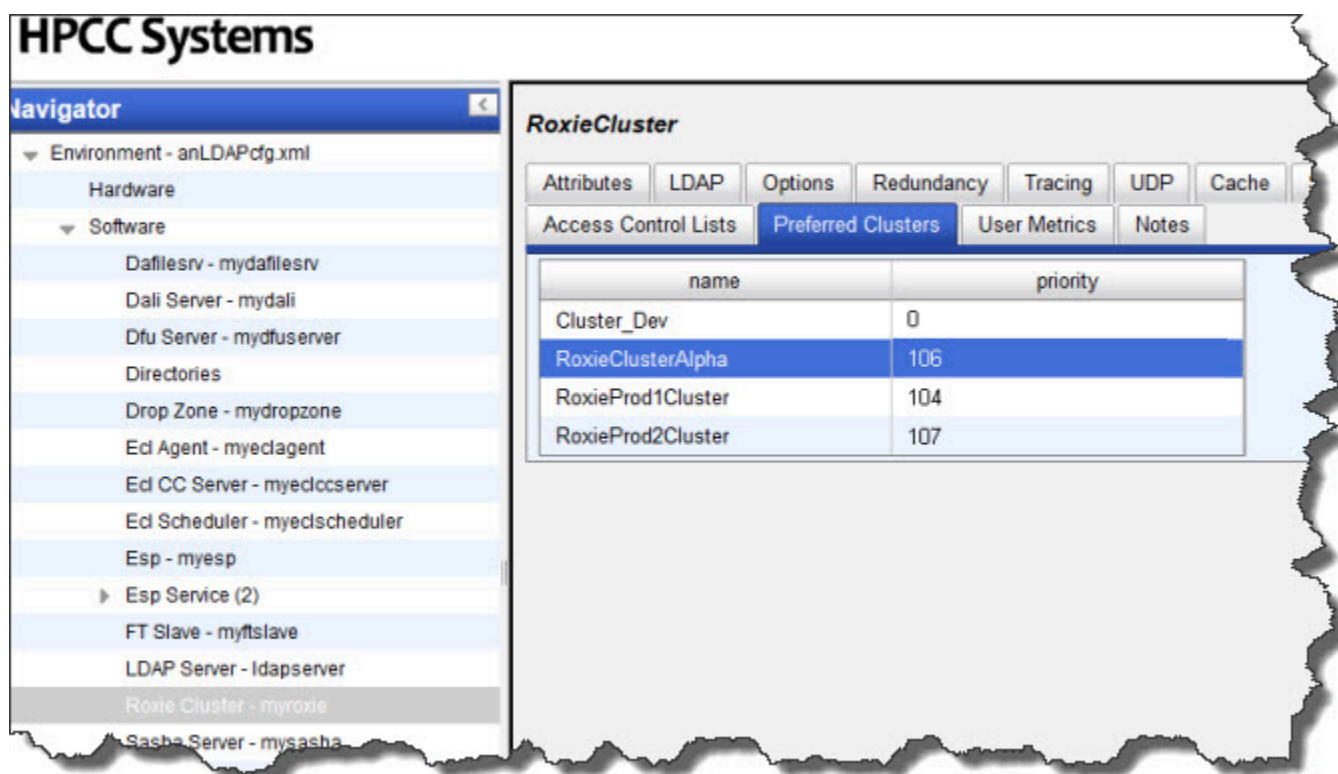 HPCC Systems
Navigator
Environment - anLDAPcfg.xml
Hardware
Software
Dafilesrv - mydafilesrv
Dali Server - mydali
Dfu Server - mydfuserver
Directories
Drop Zone - mydropzone
Ecl Agent - myeclagent
Ecl CC Server - myeclccserver
Ecl Scheduler - myeclscheduler
Esp - myesp
Esp Service (2)
FT Slave - myftslave
LDAP Server - ldapserver
Roxie Cluster - myroxie
Sasha Server - mysasha
RoxieCluster
Attributes LDAP Options Redundancy Tracing UDP Cache
Access Control Lists Preferred Clusters User Metrics Notes
name priority
Cluster_Dev 0
RoxieClusterAlpha 106
RoxieProd1Cluster 104
RoxieProd2Cluster 107